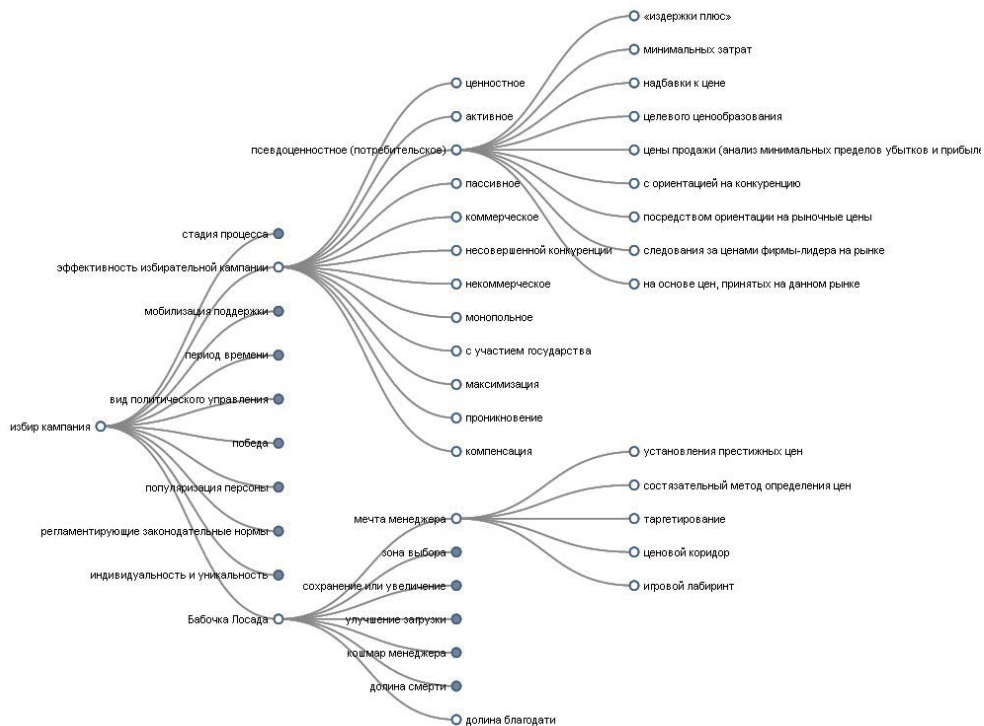 избир кампания
стадия процесса
эффективность избирательной кампании
мобилизация поддержки
период времени
вид политического управления
победа
популяризация персоны
регламентирующие законодательные нормы
индивидуальность и уникальность
Бабочка Лосада
ценностное
активное
псевдоценностное (потребительское)
пассивное
коммерческое
несовершенной конкуренции
некоммерческое
монопольное
с участием государства
максимизация
проникновение
компенсация
мечта менеджера
зона выбора
сохранение или увеличение
улучшение загрузки
кошмар менеджера
долина смерти
долина благодати
«издержки плюс»
минимальных затрат
надбавки к цене
целевого ценообразования
цены продажи (анализ минимальных пределов убытков и прибыле
с ориентацией на конкуренцию
посредством ориентации на рыночные цены
следования за ценами фирмы-лидера на рынке
на основе цен, принятых на данном рынке
установления престижных цен
состязательный метод определения цен
таргетирование
ценовой коридор
игровой лабиринт